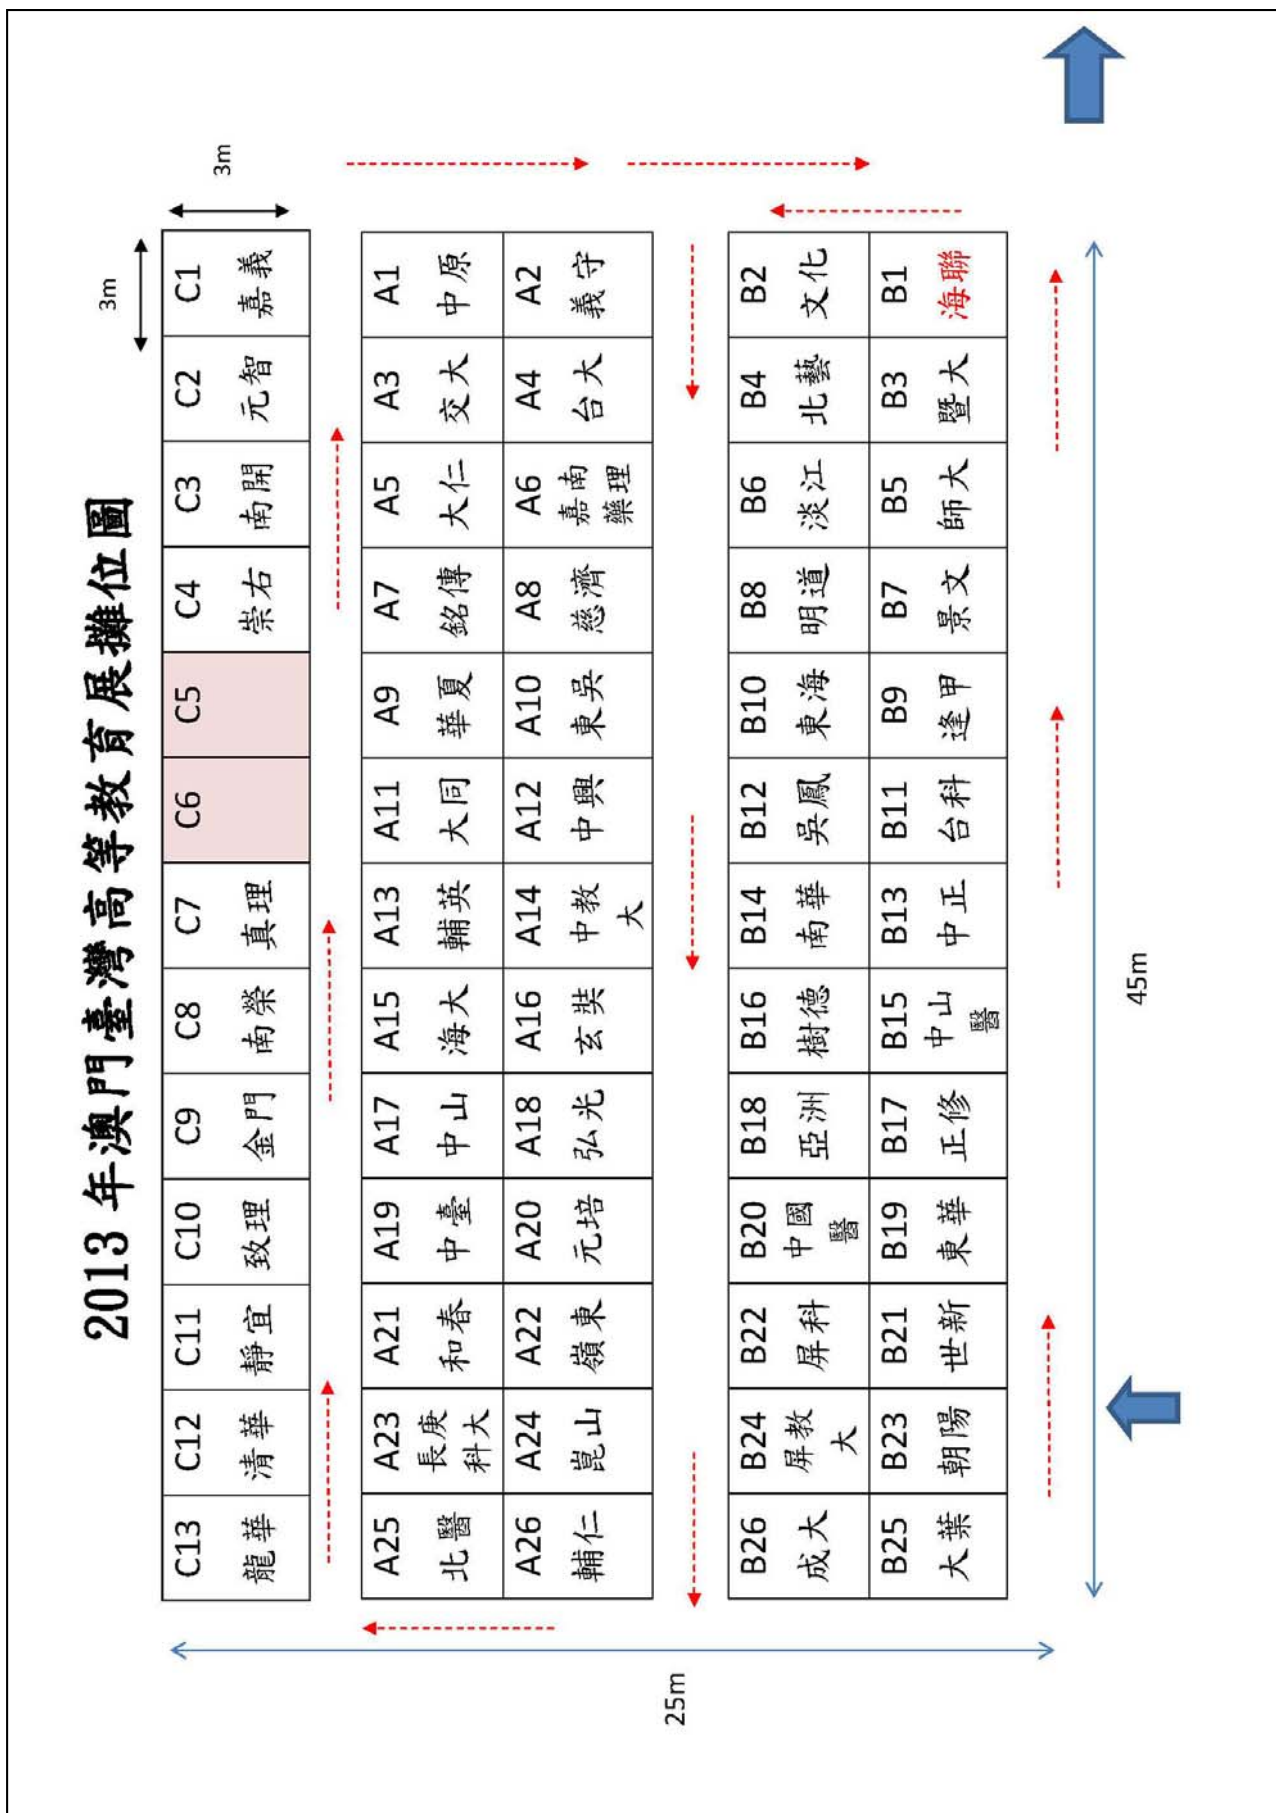 2013 年澳門臺灣高等教育展攤位圖
3m
3m
C13
龍華
C12
清華
C11
靜宜
C10
致理
C9
金門
C8
南榮
C7
真理
C6
C5
C4
崇右
C3
南開
C2
元智
C1
嘉義
A25
北醫
A23
長庚
科大
A21
和春
A19
中臺
A17
中山
A15
海大
A13
輔英
A11
大同
A9
華夏
A7
銘傳
A5
大仁
A3
交大
A1
中原
A26
輔仁
A24
崑山
A22
嶺東
A20
元培
A18
弘光
A16
玄奘
A14
中教
大
A12
中興
A10
東吳
A8
慈濟
A6
嘉南
藥理
A4
台大
A2
義守
25m
B26
成大
B24
屏教
大
B22
屏科
B20
中國
醫
B18
亞洲
B16
樹德
B14
南華
B12
吳鳳
B10
東海
B8
明道
B6
淡江
B4
北藝
B2
文化
B25
大葉
B23
朝陽
B21
世新
B19
東華
B17
正修
B15
中山
醫
B13
中正
B11
台科
B9
逢甲
B7
景文
B5
師大
B3
暨大
B1
海聯
45m